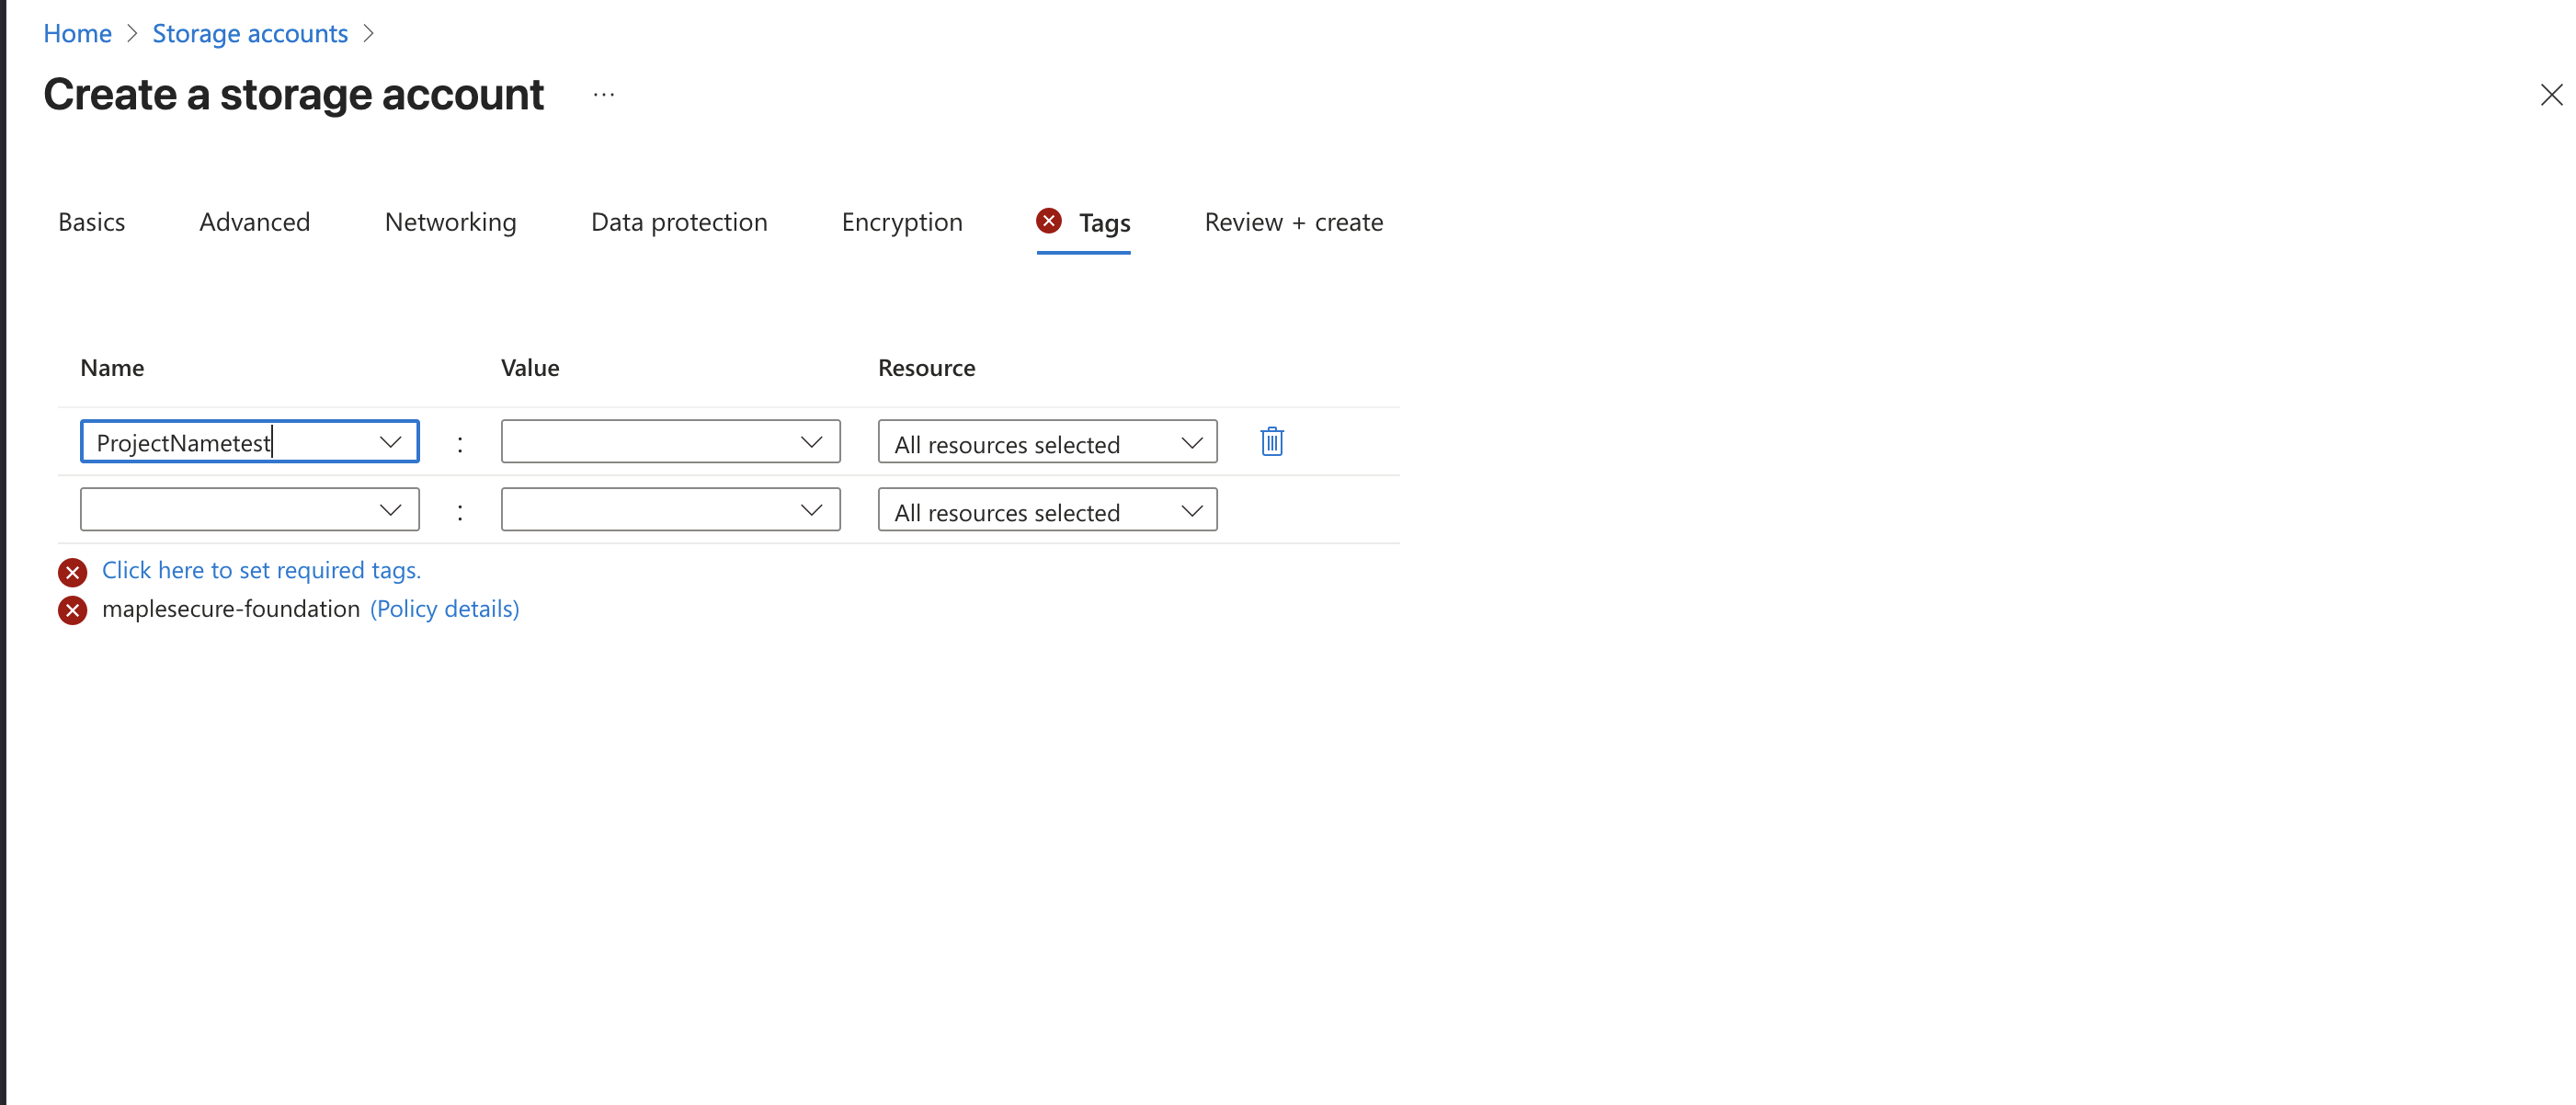 Home > Storage accounts >
Create a storage account ...
Basics Advanced Networking Data protection Encryption Tags Review + create
Name Value Resource
ProjectNametest : All resources selected
: All resources selected
Click here to set required tags.
maplesecure-foundation (Policy details)